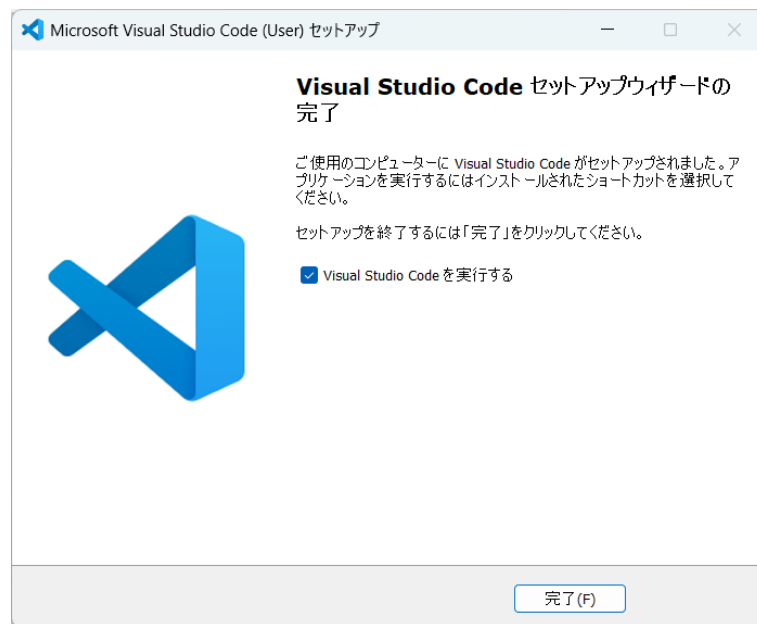 Microsoft Visual Studio Code (User) セットアップ
Visual Studio Code セットアップウィザードの
完了
ご使用のコンピューターに Visual Studio Code がセットアップされました。ア
プリケーションを実行するにはインストールされたショートカットを選択して
ください。
セットアップを終了するには「完了」をクリックしてください。
Visual Studio Code を実行する
完了(F)